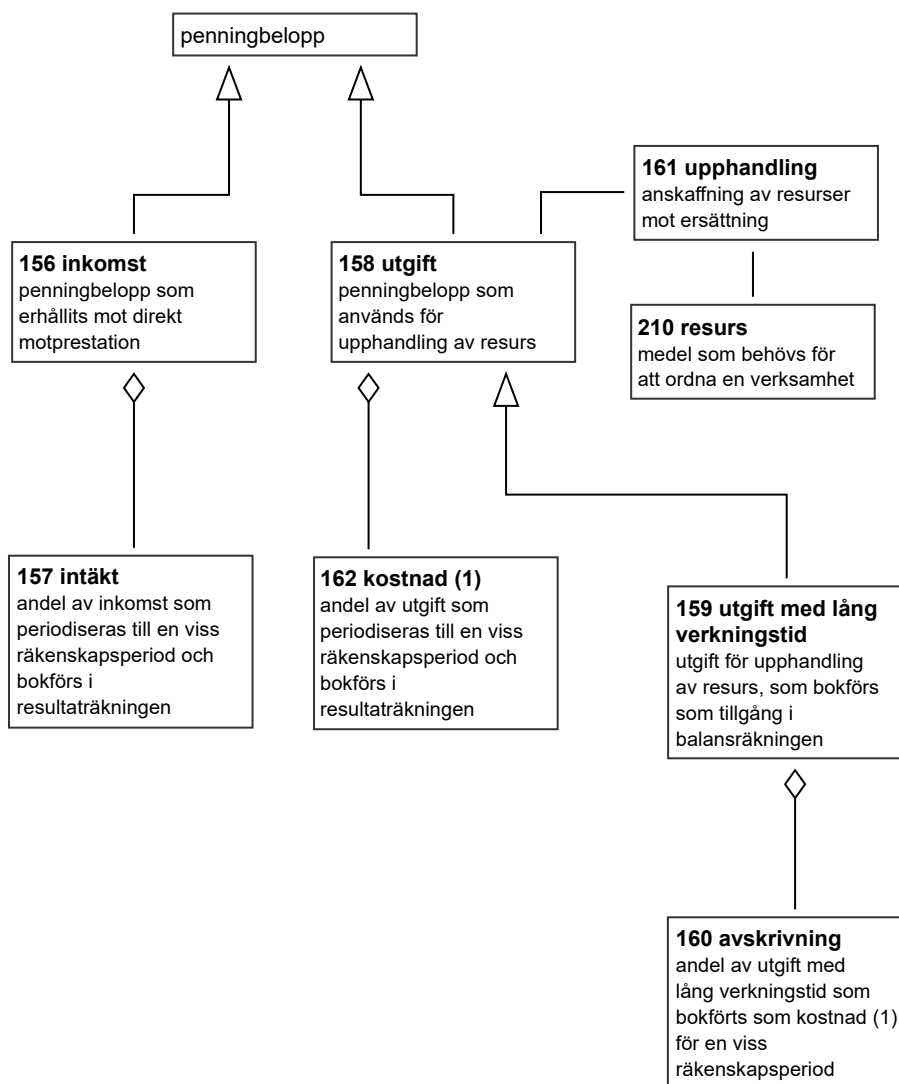 penningbelopp
161 upphandling
anskaffning av resurser
mot ersättning
156 inkomst
penningbelopp som
erhållits mot direkt
motprestation
158 utgift
penningbelopp som
används för
upphandling av resurs
210 resurs
medel som behövs för
att ordna en verksamhet
157 intäkt
andel av inkomst som
periodiseras till en viss
räkenskapsperiod och
bokförs i
resultaträkningen
162 kostnad (1)
andel av utgift som
periodiseras till en viss
räkenskapsperiod och
bokförs i
resultaträkningen
159 utgift med lång
verkningstid
utgift för upphandling
av resurs, som bokförs
som tillgång i
balansräkningen
160 avskrivning
andel av utgift med
lång verkningstid som
bokförts som kostnad (1)
för en viss
räkenskapsperiod